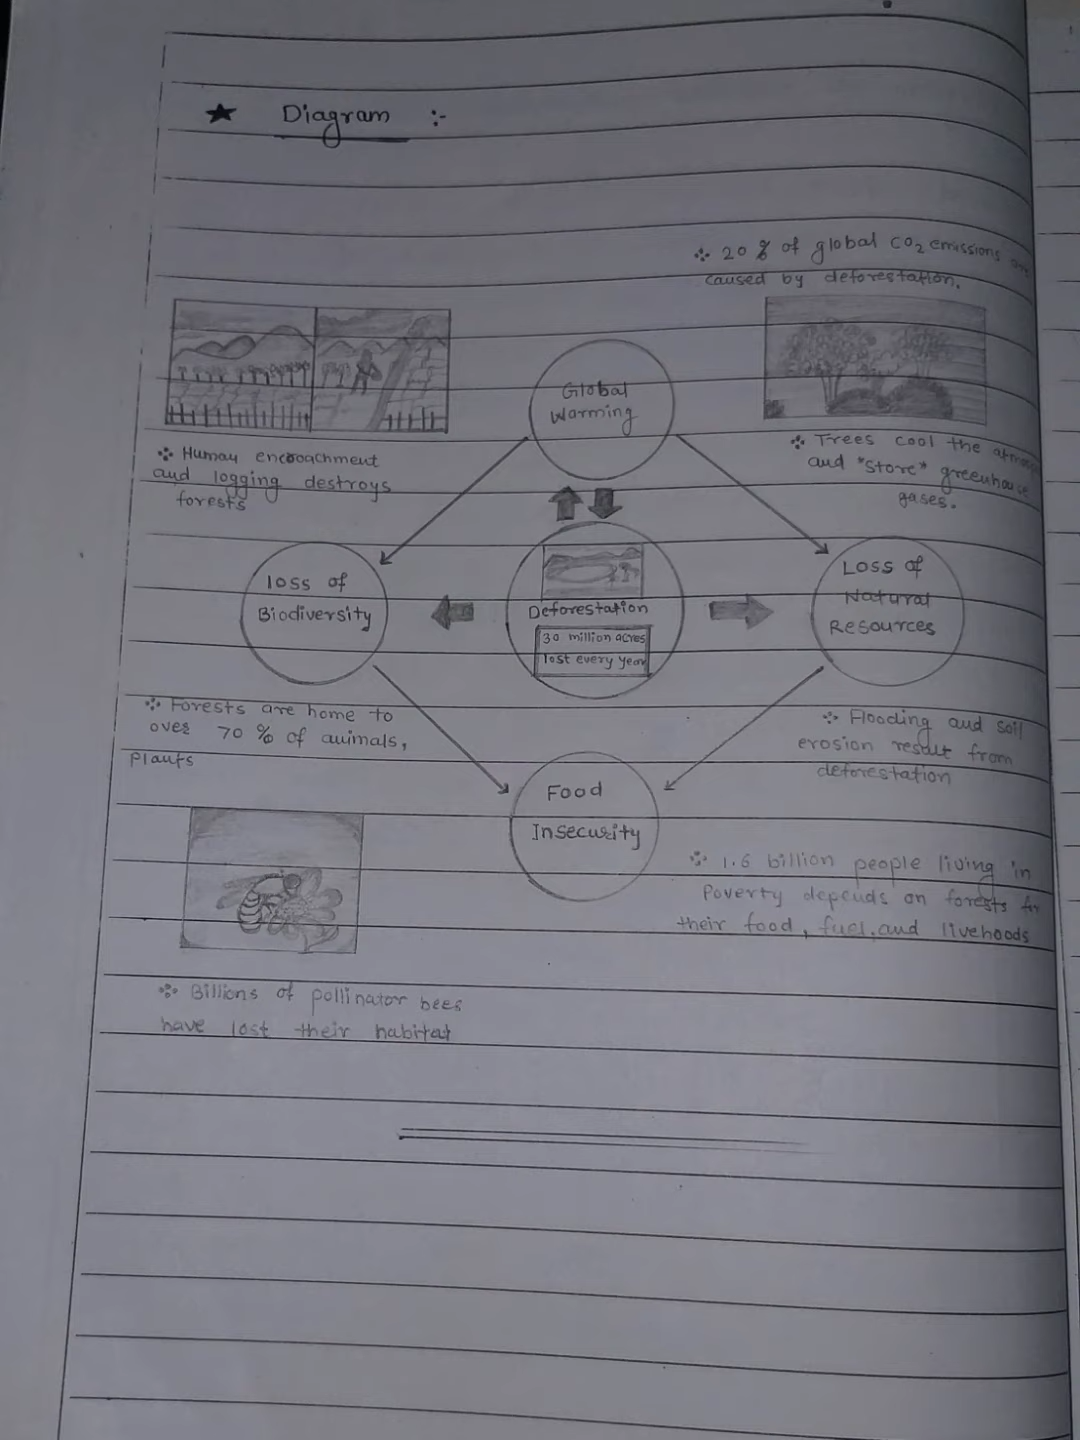 ★ Diagram :-
20 % of global CO2 emissions are
caused by deforestation.
Global
Warming
Human encroachment
and logging destroys
forests
Trees cool the
and "store" greenhouse
gases.
loss of
Biodiversity
Deforestation
30 million acres
lost every year
Loss of
Natural
Resources
Forests are home to
over 70 % of animals,
plants
Flooding and soil
erosion result from
deforestation
Food
Insecurity
1.6 billion people living in
Poverty depends on forests for
their food, fuel, and livehoods
Billions of pollinator bees
have lost their habitat